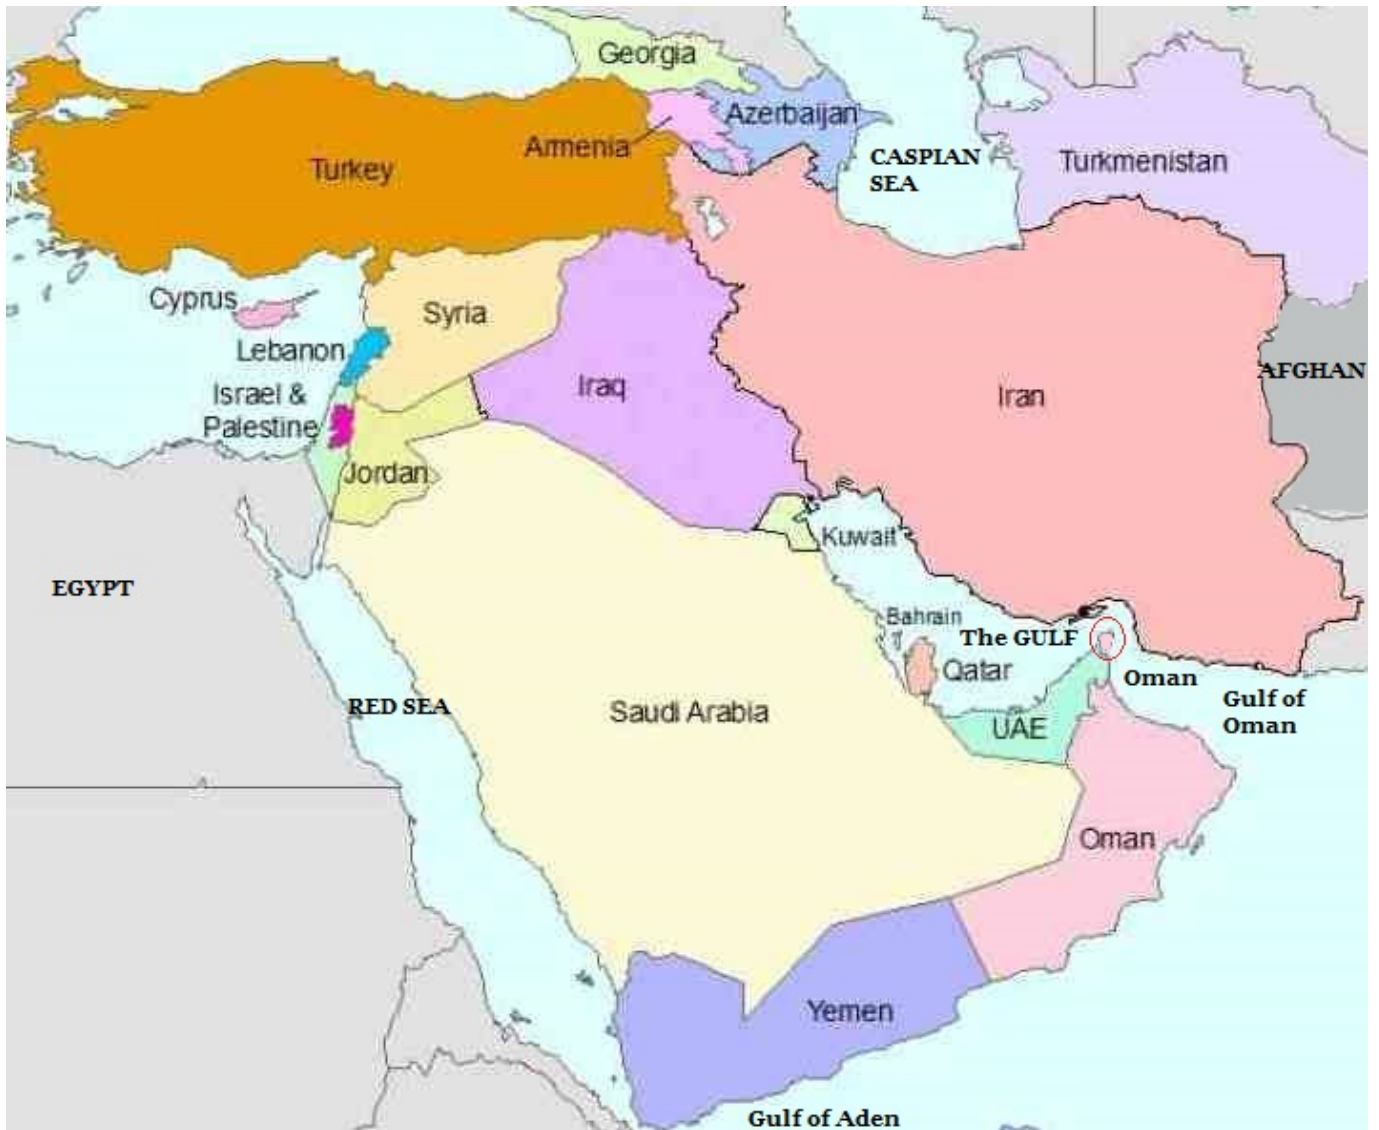 Georgia
Azerbaijan
Armenia
Turkey
CASPIAN
SEA
Turkmenistan
Cyprus
Syria
Lebanon
Israel &
Palestine
Iraq
Iran
AFGHAN
Jordan
Kuwait
EGYPT
Bahrain
The GULF
Qatar
Oman
Gulf of
Oman
RED SEA
Saudi Arabia
UAE
Oman
Yemen
Gulf of Aden